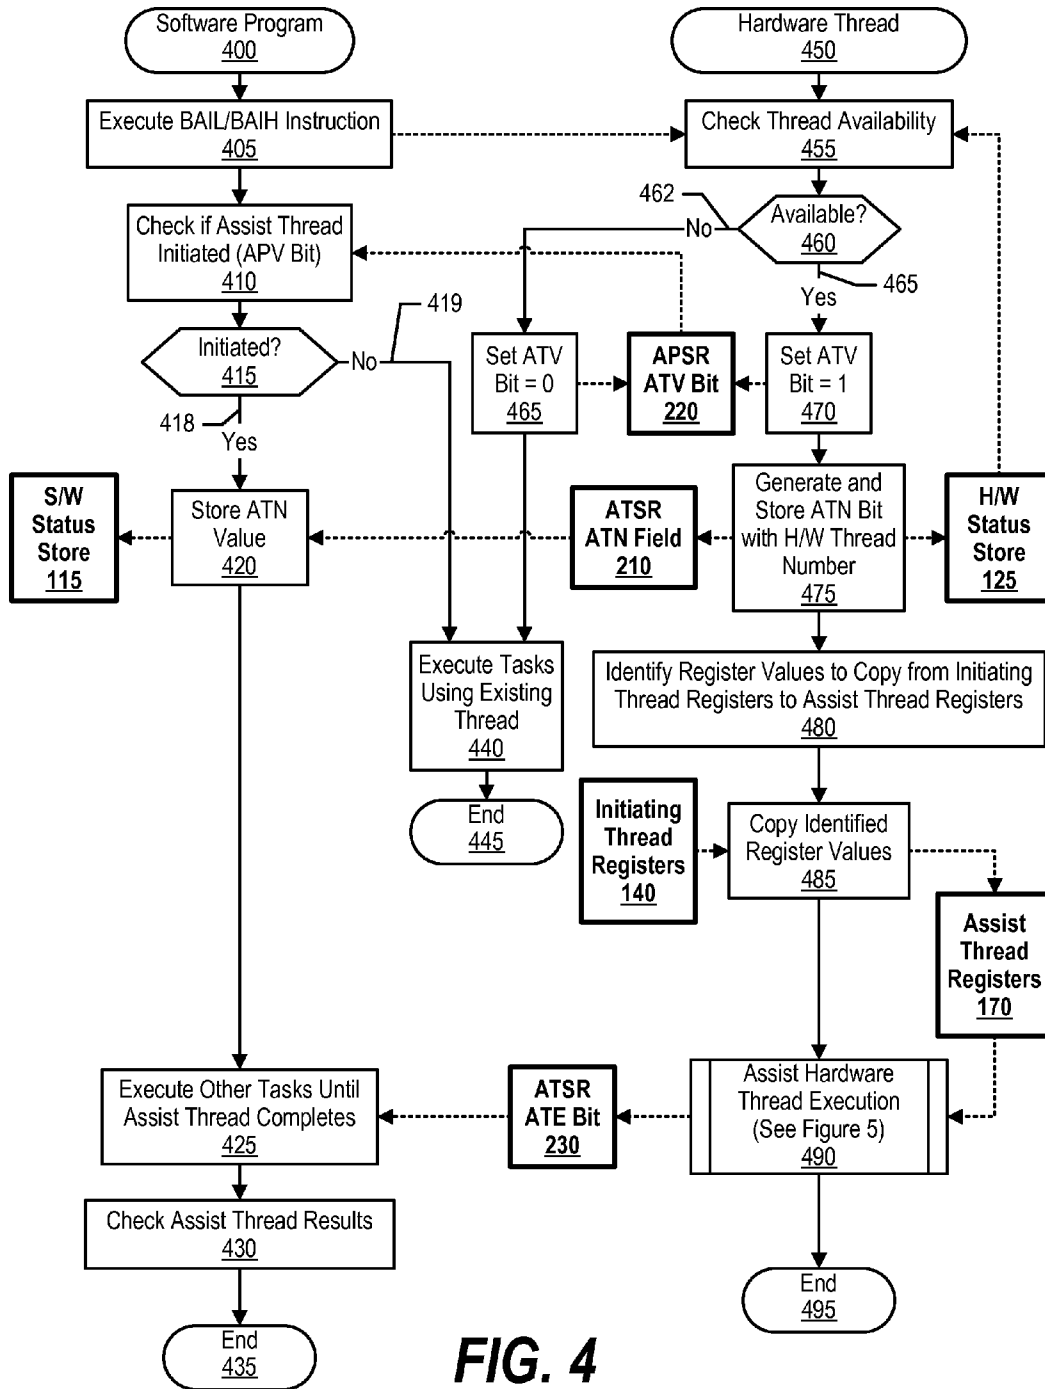 Software Program
400
Hardware Thread
450
Execute BAIL/BAIH Instruction
405
Check Thread Availability
455
Check if Assist Thread
Initiated (APV Bit)
410
462
No
Available?
460
465
Yes
419
Initiated?
415
No
418
Yes
Set ATV
Bit = 0
465
APSR
ATV Bit
220
Set ATV
Bit = 1
470
S/W
Status
Store
115
Store ATN
Value
420
ATSR
ATN Field
210
Generate and
Store ATN Bit
with H/W Thread
Number
475
H/W
Status
Store
125
Execute Tasks
Using Existing
Thread
440
Identify Register Values to Copy from Initiating
Thread Registers to Assist Thread Registers
480
End
445
Initiating
Thread
Registers
140
Copy Identified
Register Values
485
Assist
Thread
Registers
170
Execute Other Tasks Until
Assist Thread Completes
425
ATSR
ATE Bit
230
Assist Hardware
Thread Execution
(See Figure 5)
490
Check Assist Thread Results
430
End
495
End
435
FIG. 4